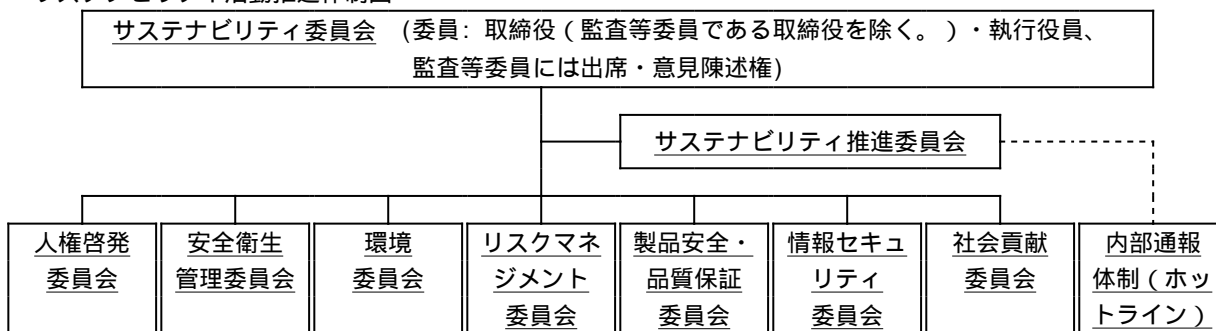 サステナビリティ委員会 (委員: 取締役(監査等委員である取締役を除く。)・執行役員、
監査等委員には出席・意見陳述権)
サステナビリティ推進委員会
人権啓発
委員会
安全衛生
管理委員会
環境
委員会
リスクマネ
ジメント
委員会
製品安全・
品質保証
委員会
情報セキュ
リティ
委員会
社会貢献
委員会
内部通報
体制(ホッ
トライン)